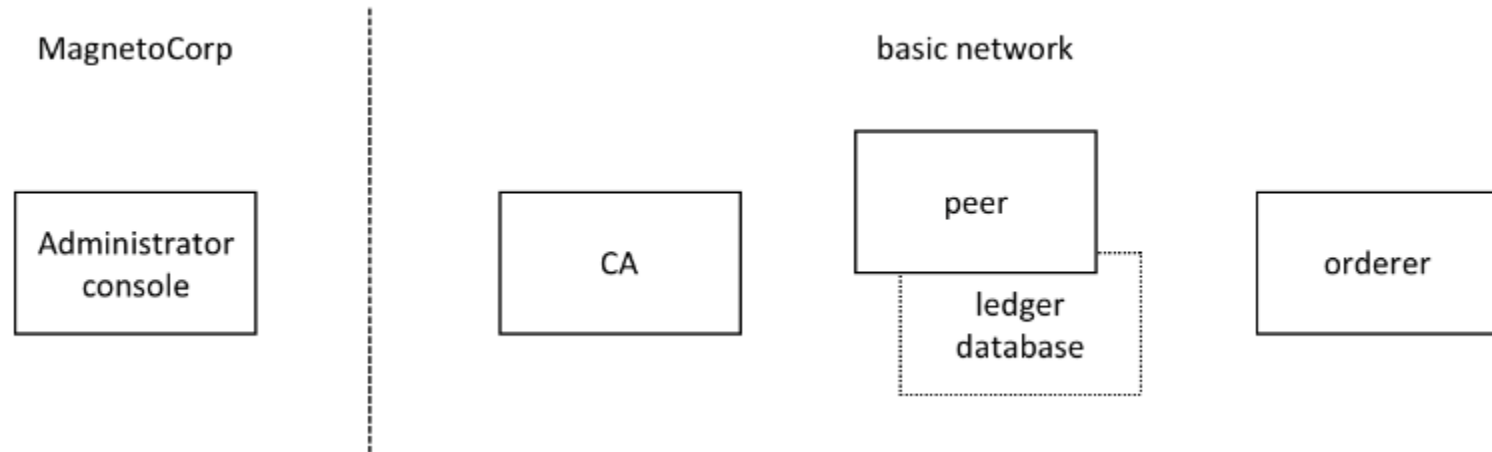 MagnetoCorp
basic network
Administrator
console
CA
peer
ledger
database
orderer